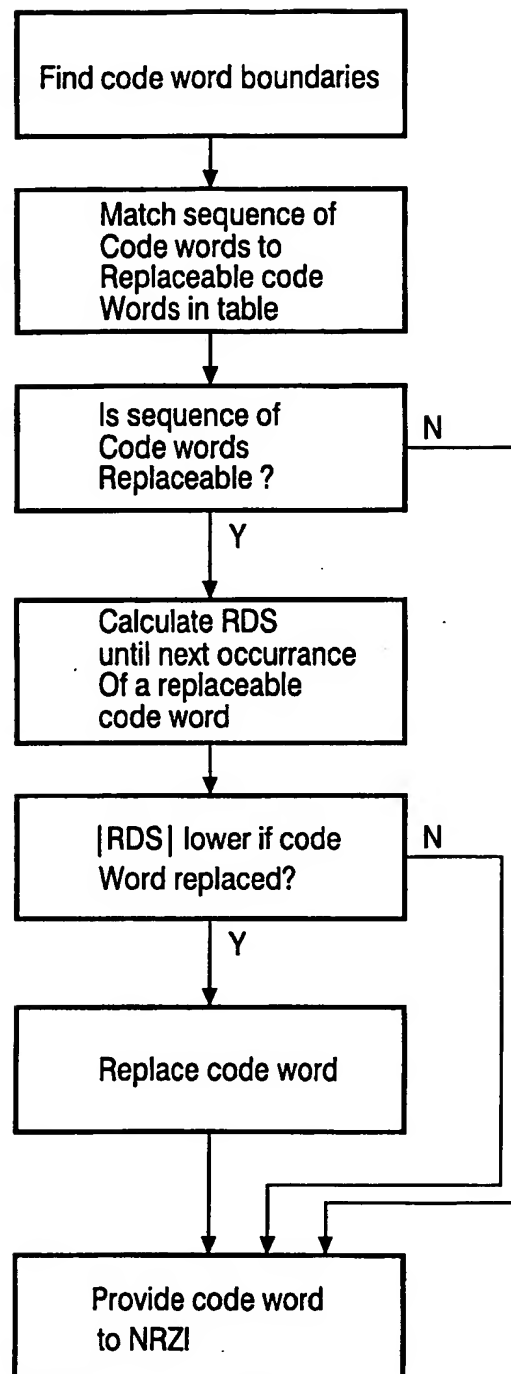 Find code word boundaries
Match sequence of
Code words to
Replaceable code
Words in table
Is sequence of
Code words
Replaceable ?
N
Y
Calculate RDS
until next occurrance
Of a replaceable
code word
|RDS| lower if code
Word replaced?
N
Y
Replace code word
Provide code word
to NRZI